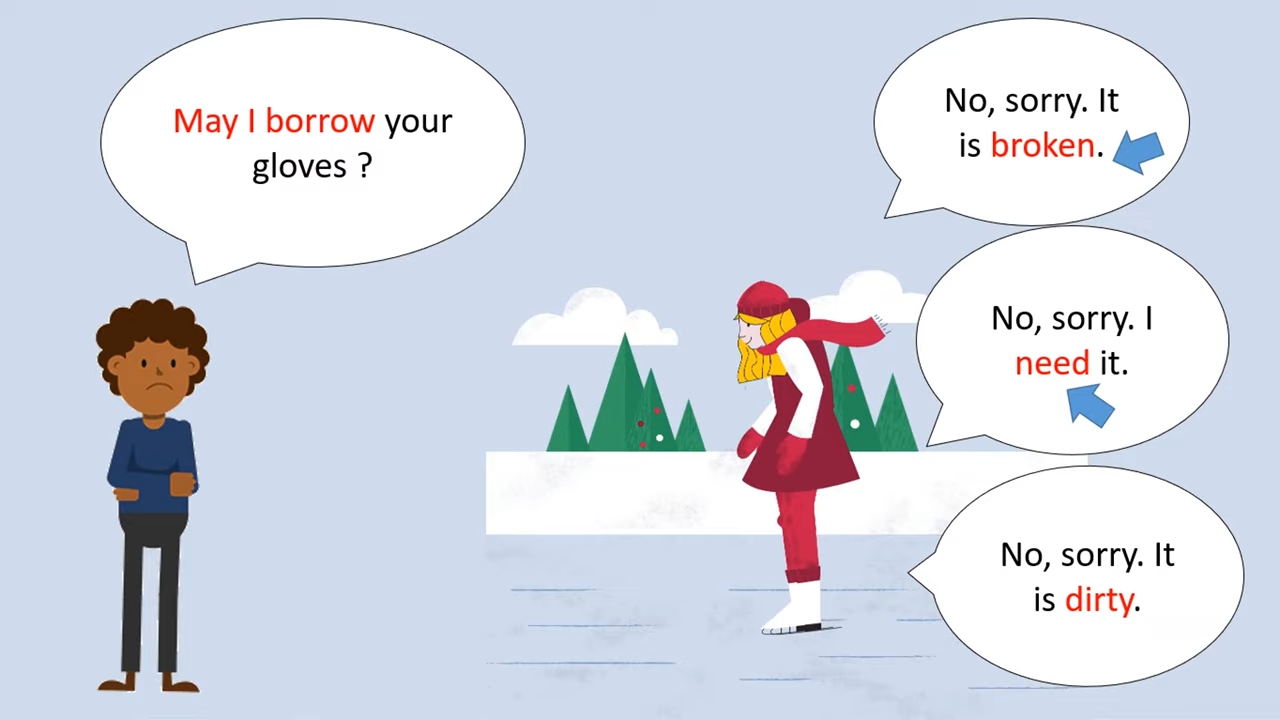 May I borrow your
gloves ?
No, sorry. It
is broken.
No, sorry. I
need it.
No, sorry. It
is dirty.